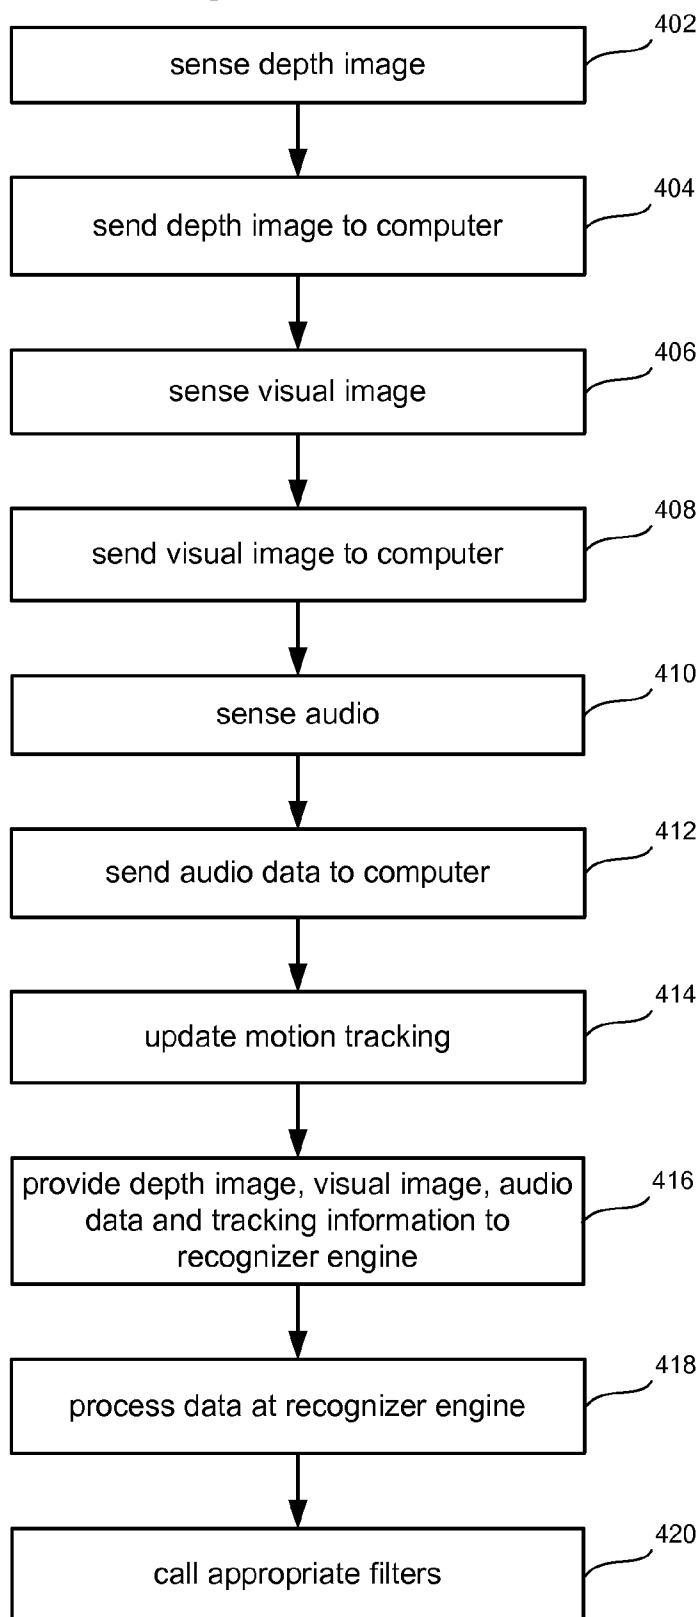 402
sense depth image
404
send depth image to computer
406
sense visual image
408
send visual image to computer
410
sense audio
412
send audio data to computer
414
update motion tracking
416
provide depth image, visual image, audio
data and tracking information to
recognizer engine
418
process data at recognizer engine
420
call appropriate filters